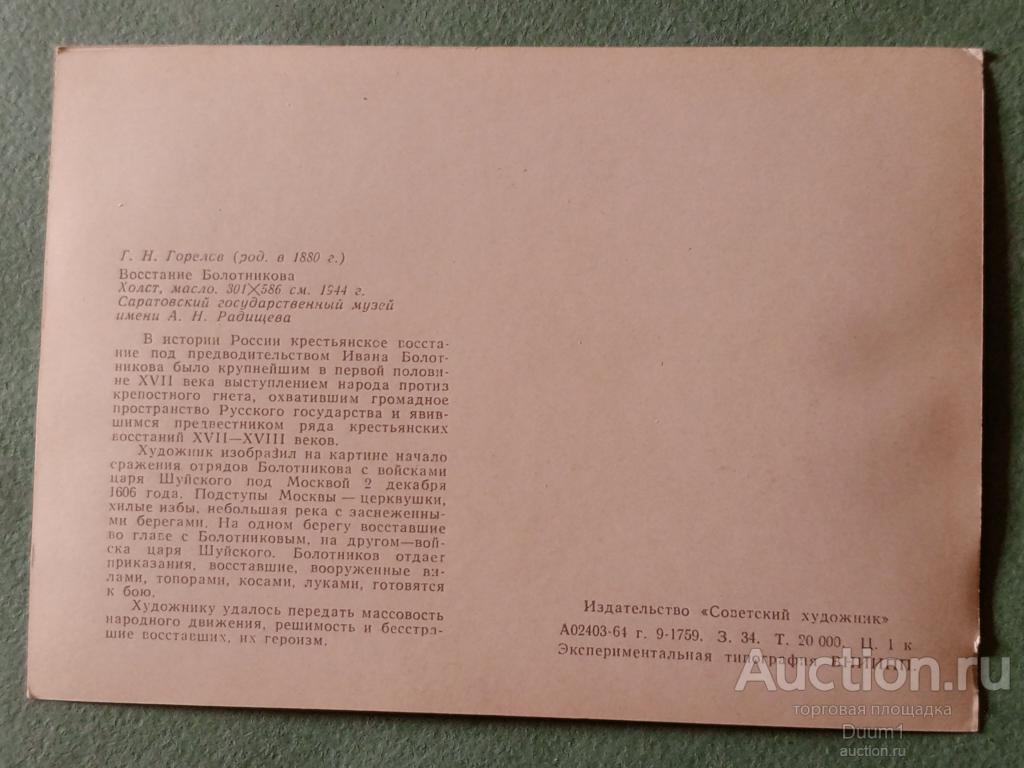 Г. Н. Горелов (род. в 1880 г.)
Восстание Болотникова
Холст, масло. 301×586 см. 1944 г.
Саратовский государственный музей
имени А. Н. Радищева
В истории России крестьянское восста-
ние под предводительством Ивана Болот-
никова было крупнейшим в первой полови-
не XVII века выступлением народа против
крепостного гнета, охватившим громадное
пространство Русского государства и явив-
шимся предвестником ряда крестьянских
восстаний XVII—XVIII веков.
Художник изобразил на картине начало
сражения отрядов Болотникова с войсками
царя Шуйского под Москвой 2 декабря
1606 года. Подступы Москвы — церквушки,
хилые избы, небольшая река с заснеженны-
ми берегами. На одном берегу восставшие
во главе с Болотниковым, на другом—вой-
ска царя Шуйского. Болотников отдает
приказания, восставшие, вооруженные ви-
лами, топорами, косами, луками, готовятся
к бою.
Художнику удалось передать массовость
народного движения, решимость и бесстра-
шие восставших, их героизм.
Издательство «Советский художник»
А02403-64 г. 9-1759. З. 34. Т. 20 000. Ц. 1 к
Экспериментальная типография ВНИИПП.
Auction.ru
торговая площадка
Duum1
auction.ru